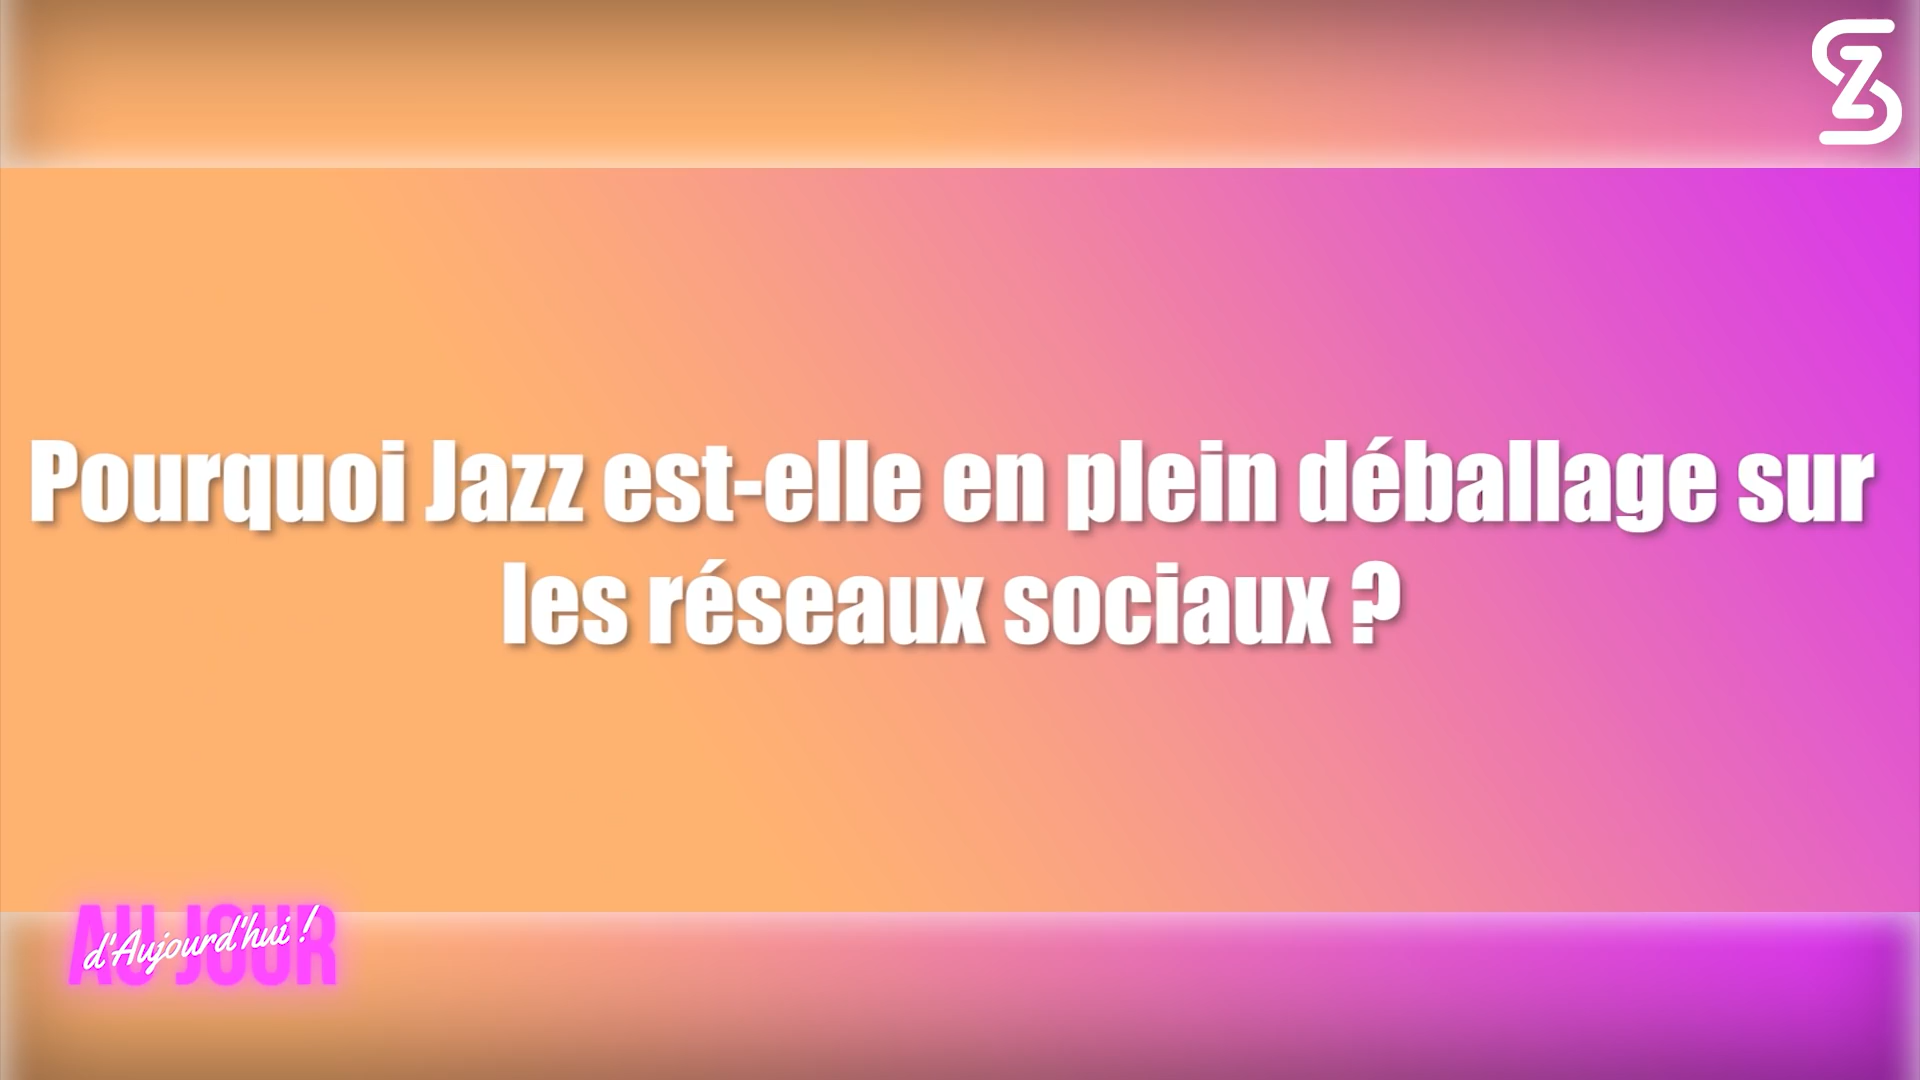 Pourquoi Jazz est-elle en plein déballage sur
les réseaux sociaux ?
AU JOUR
d'Aujourd'hui !